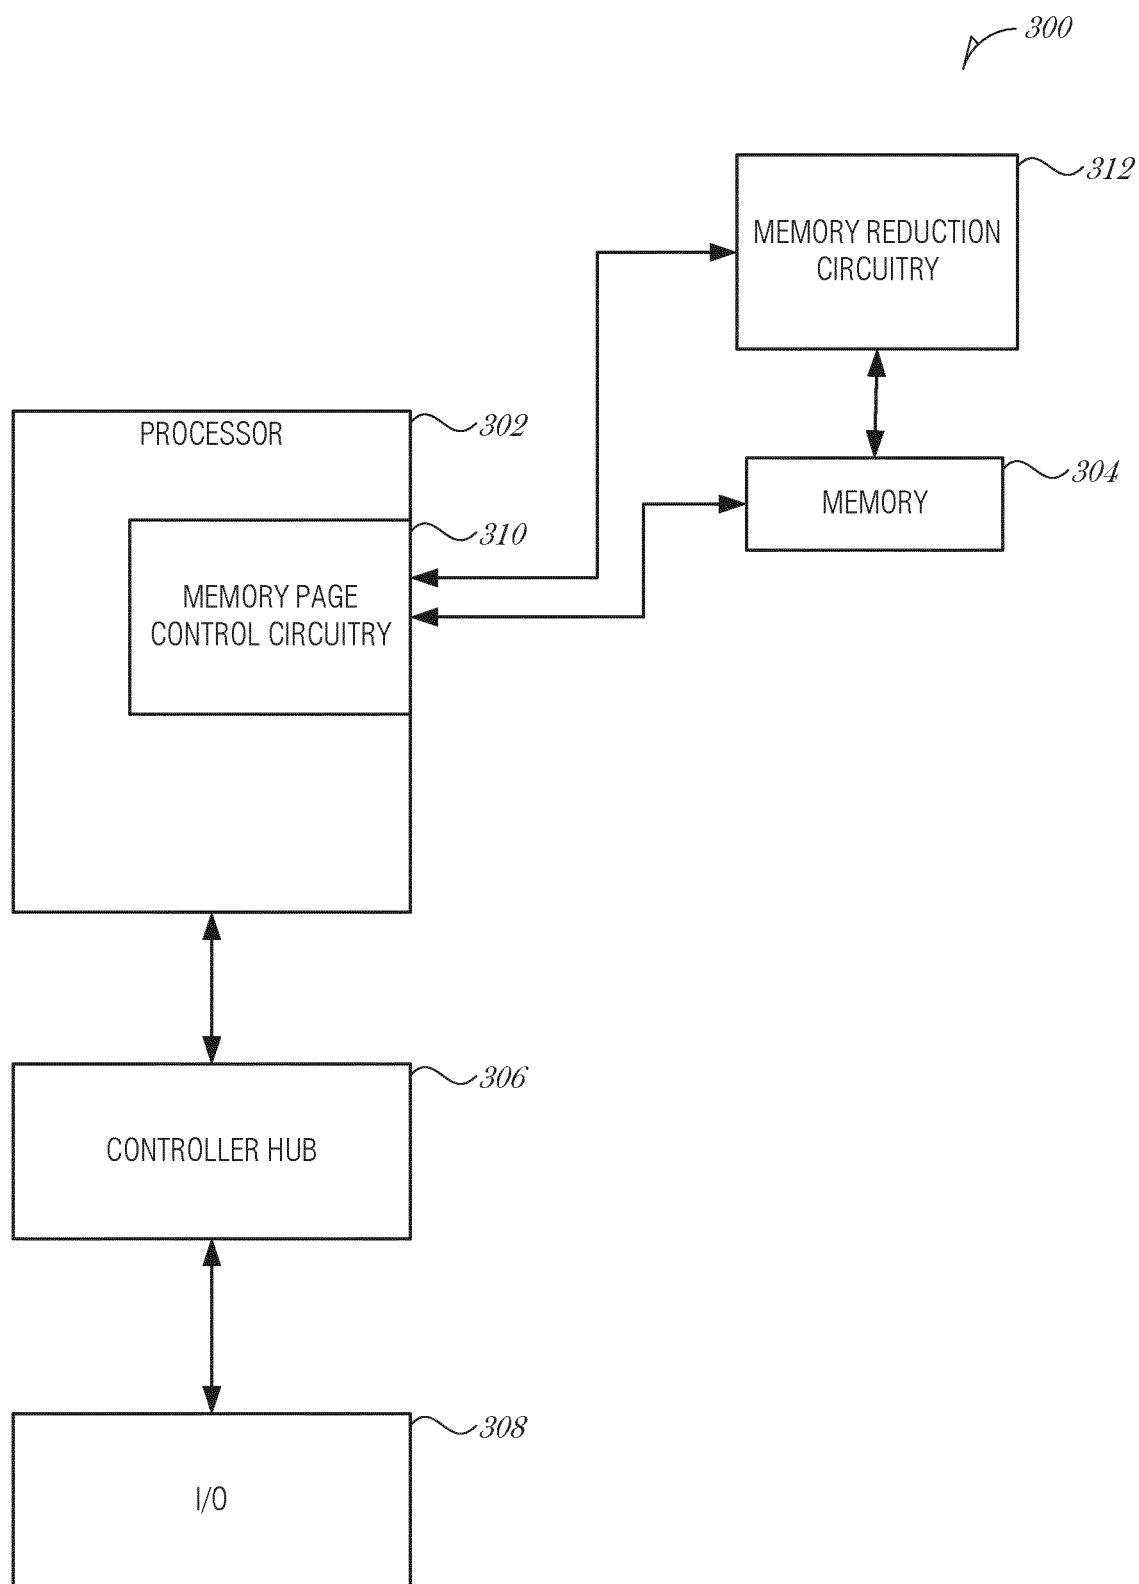 300
312
MEMORY REDUCTION
CIRCUITRY
302
PROCESSOR
304
MEMORY
310
MEMORY PAGE
CONTROL CIRCUITRY
306
CONTROLLER HUB
308
I/O